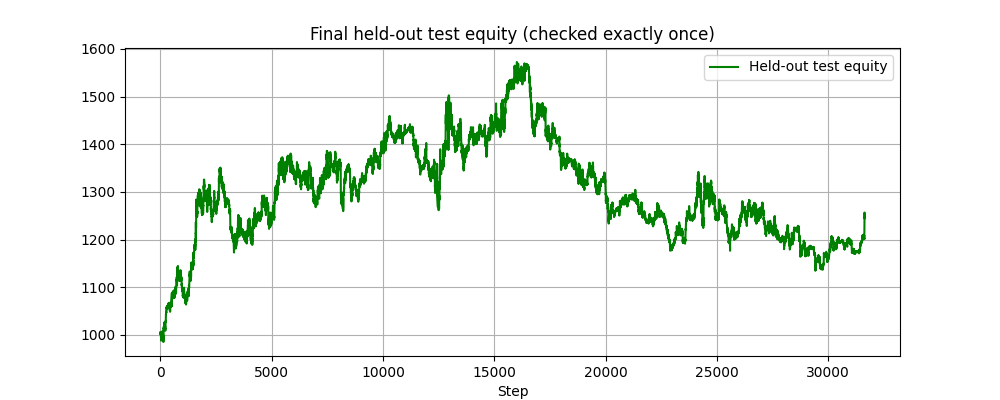 Final held-out test equity (checked exactly once)
Held-out test equity
1600
1500
1400
1300
1200
1100
1000
0 5000 10000 15000 20000 25000 30000
Step